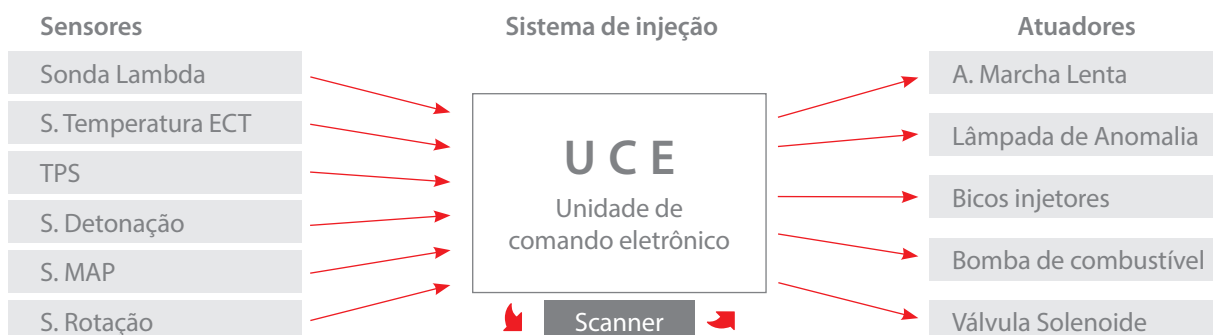 Sensores
Sonda Lambda
S. Temperatura ECT
TPS
S. Detonação
S. MAP
S. Rotação
Sistema de injeção
U C E
Unidade de
comando eletrônico
Scanner
Atuadores
A. Marcha Lenta
Lâmpada de Anomalia
Bicos injetores
Bomba de combustível
Válvula Solenoide